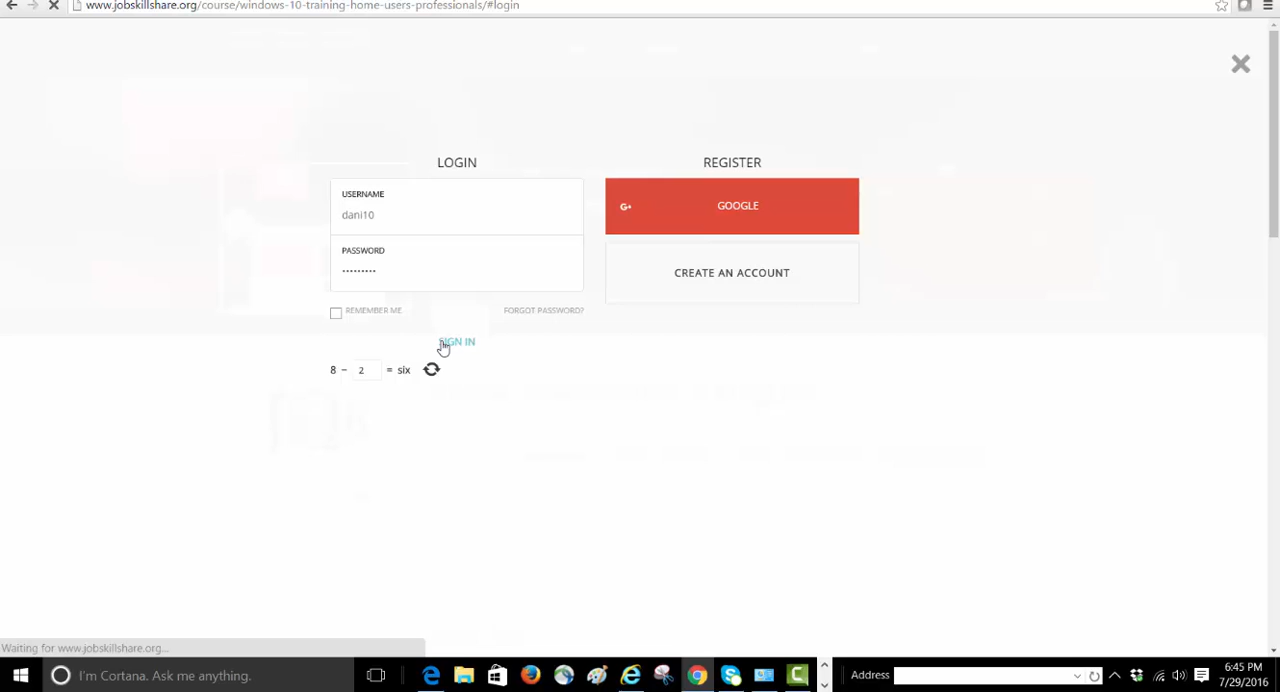 www.jobskillshare.org/course/windows-10-training-home-users-professionals/#login
LOGIN
REGISTER
USERNAME
dani10
PASSWORD
•••••••••
G+ GOOGLE
CREATE AN ACCOUNT
REMEMBER ME
FORGOT PASSWORD?
SIGN IN
8 − 2 = six
Waiting for www.jobskillshare.org...
I'm Cortana. Ask me anything.
Address
6:45 PM
7/29/2016